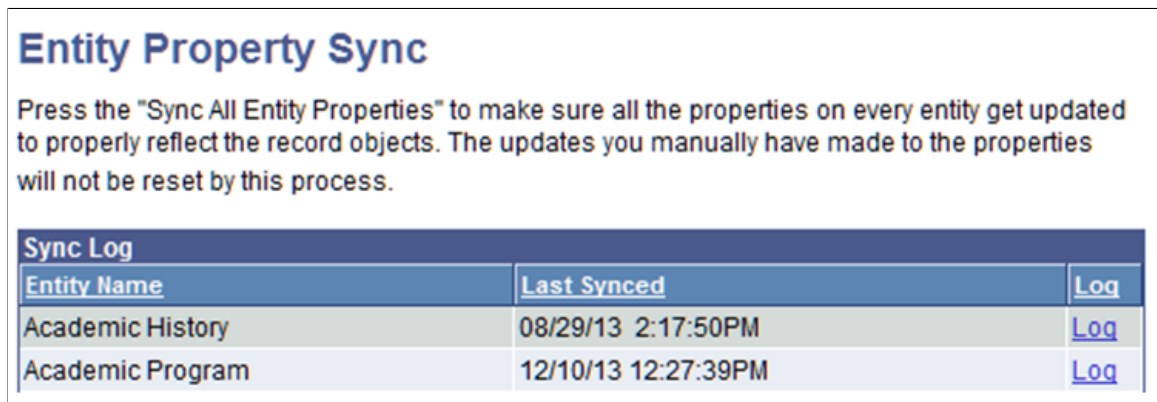 Entity Property Sync
Press the "Sync All Entity Properties" to make sure all the properties on every entity get updated
to properly reflect the record objects. The updates you manually have made to the properties
will not be reset by this process.
Sync Log
Entity Name Last Synced Log
Academic History 08/29/13 2:17:50PM Log
Academic Program 12/10/13 12:27:39PM Log